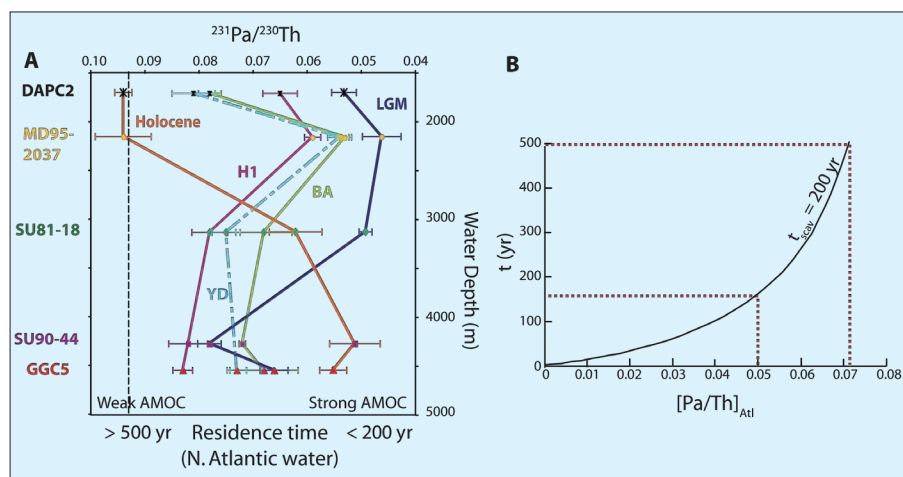 ²³¹Pa/²³⁰Th
A
0.10 0.09 0.08 0.07 0.06 0.05 0.04
DAPC2
LGM
Holocene
MD95-
2037
2000
H1
BA
SU81-18
3000
Water Depth (m)
YD
SU90-44
4000
GGC5
Weak AMOC
Strong AMOC
5000
> 500 yr Residence time < 200 yr
(N. Atlantic water)
B
500
400
300
200
150
100
0
t (yr)
t_scav = 200 yr
0 0.01 0.02 0.03 0.04 0.05 0.06 0.07 0.08
[Pa/Th]_Atl